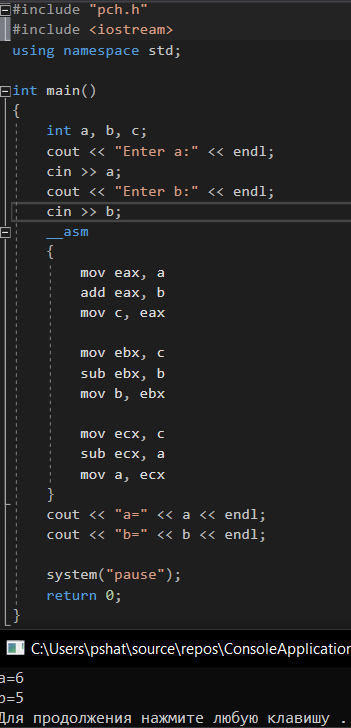 #include "pch.h"
#include <iostream>
using namespace std;
int main()
{
int a, b, c;
cout << "Enter a:" << endl;
cin >> a;
cout << "Enter b:" << endl;
cin >> b;
__asm
{
mov eax, a
add eax, b
mov c, eax
mov ebx, c
sub ebx, b
mov b, ebx
mov ecx, c
sub ecx, a
mov a, ecx
}
cout << "a=" << a << endl;
cout << "b=" << b << endl;
system("pause");
return 0;
}
C:\Users\pshat\source\repos\ConsoleApplication
a=6
b=5
Для продолжения нажмите любую клавишу .